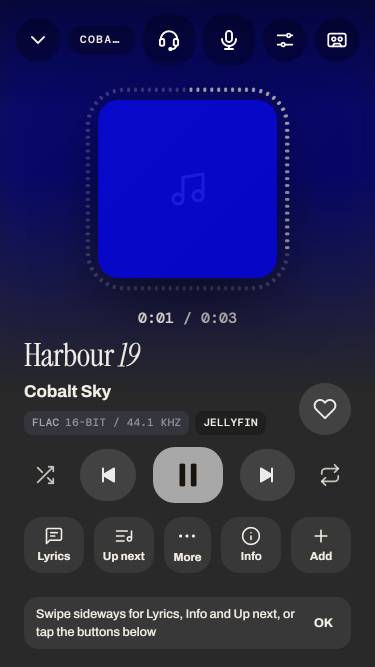 COBA…
0:01 / 0:03
Harbour 19
Cobalt Sky
FLAC 16-BIT / 44.1 KHZ JELLYFIN
Lyrics Up next More Info Add
Swipe sideways for Lyrics, Info and Up next, or
tap the buttons below
OK